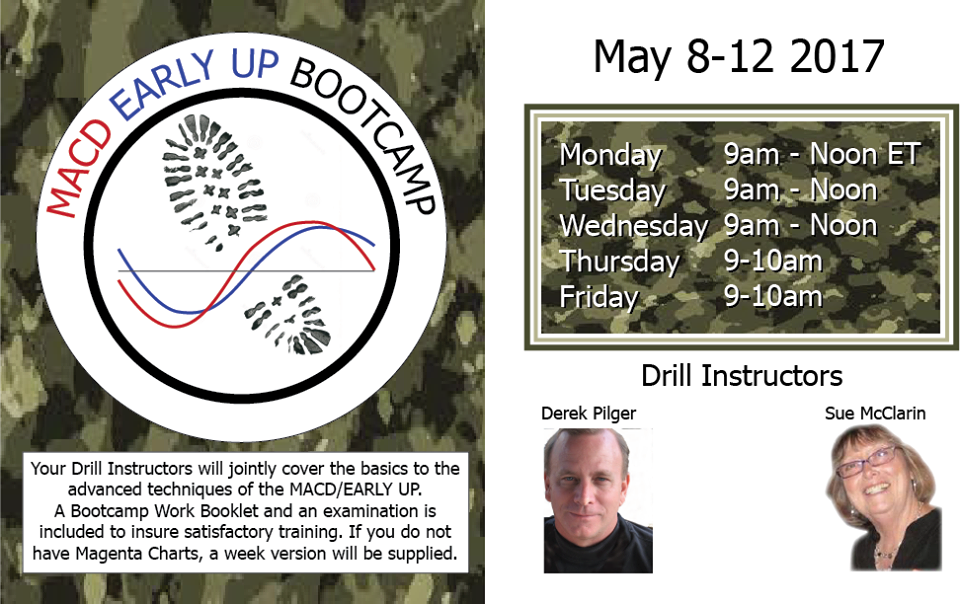 MACD EARLY UP BOOTCAMP
Your Drill Instructors will jointly cover the basics to the
advanced techniques of the MACD/EARLY UP.
A Bootcamp Work Booklet and an examination is
included to insure satisfactory training. If you do not
have Magenta Charts, a week version will be supplied.
May 8-12 2017
Monday 9am - Noon ET
Tuesday 9am - Noon
Wednesday 9am - Noon
Thursday 9-10am
Friday 9-10am
Drill Instructors
Derek Pilger Sue McClarin